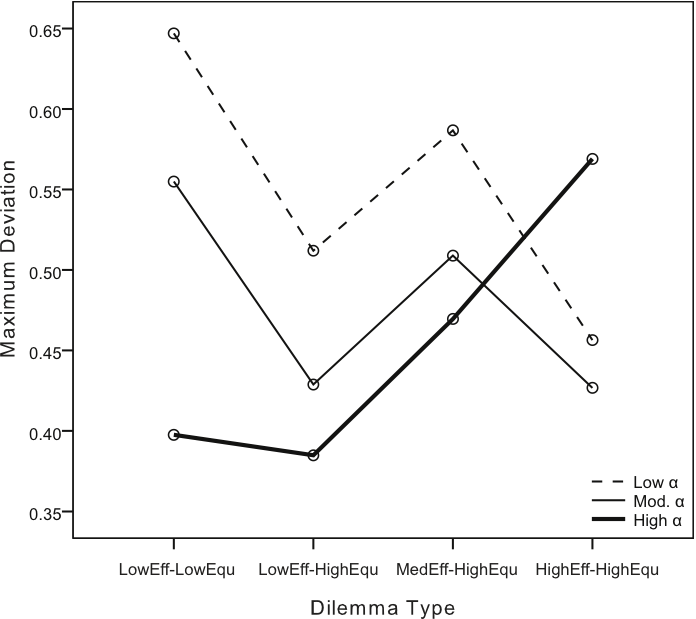 Maximum Deviation
0.65
0.60
0.55
0.50
0.45
0.40
0.35
Low α
Mod. α
High α
LowEff-LowEqu LowEff-HighEqu MedEff-HighEqu HighEff-HighEqu
Dilemma Type